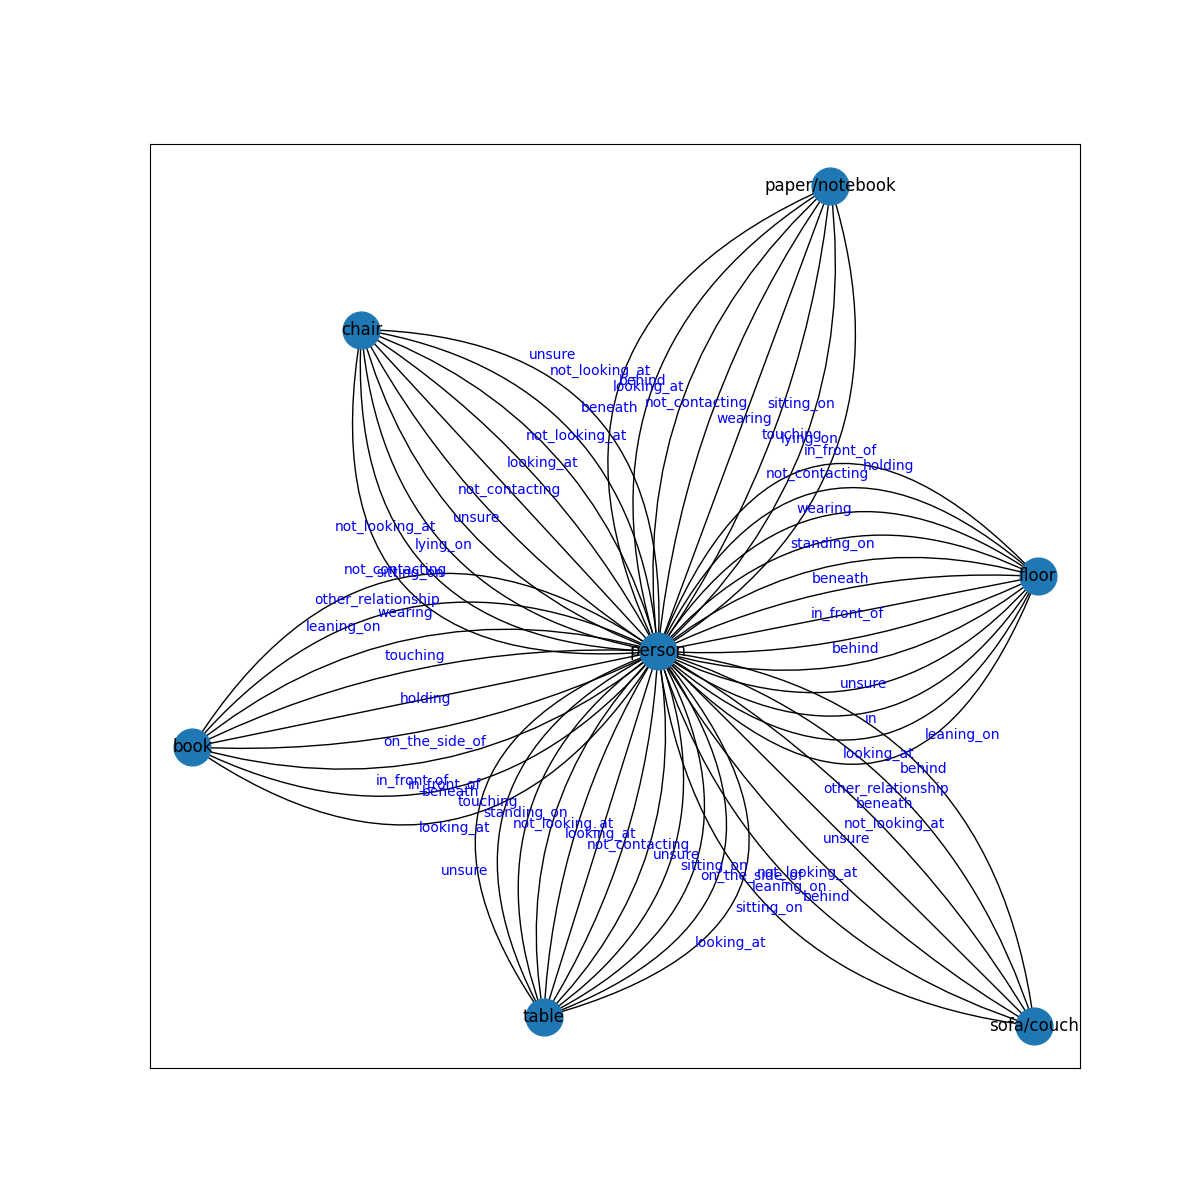 paper/notebook
chair
unsure
not_looking_at
behind
looking_at
beneath
not_contacting
sitting_on
wearing
not_looking_at
touching
lying_on
in_front_of
looking_at
holding
not_contacting
not_contacting
wearing
unsure
not_looking_at
standing_on
lying_on
not_contacting
sitting_on
floor
beneath
other_relationship
wearing
in_front_of
leaning_on
person
behind
touching
unsure
holding
in
leaning_on
on_the_side_of
book
looking_at
behind
in_front_of
in_front_of
beneath
other_relationship
touching
beneath
standing_on
not_looking_at
not_looking_at
looking_at
looking_at
unsure
not_contacting
unsure
sitting_on
unsure
on_the_side_of
not_looking_at
leaning_on
behind
sitting_on
looking_at
table
sofa/couch